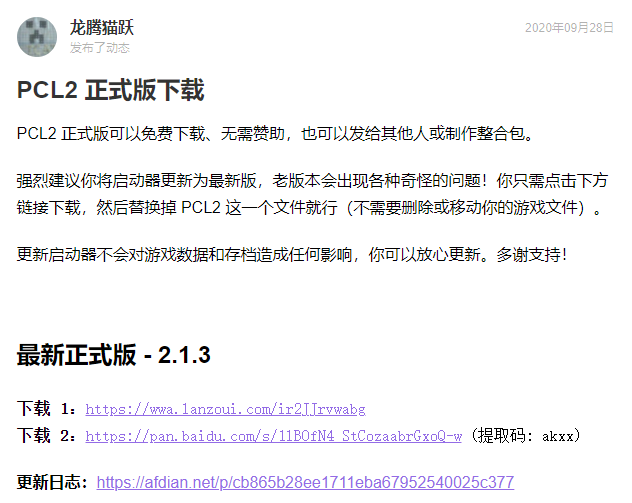 龙腾猫跃
2020年09月28日
发布了动态
PCL2 正式版下载
PCL2 正式版可以免费下载、无需赞助，也可以发给其他人或制作整合包。
强烈建议你将启动器更新为最新版，老版本会出现各种奇怪的问题！你只需点击下方
链接下载，然后替换掉 PCL2 这一个文件就行（不需要删除或移动你的游戏文件）。
更新启动器不会对游戏数据和存档造成任何影响，你可以放心更新。多谢支持！
最新正式版 - 2.1.3
下载 1：https://wwa.lanzoui.com/ir2JJrvwabg
下载 2：https://pan.baidu.com/s/11BOfN4_StCozaabrGxoQ-w（提取码：akxx）
更新日志：https://afdian.net/p/cb865b28ee1711eba67952540025c377